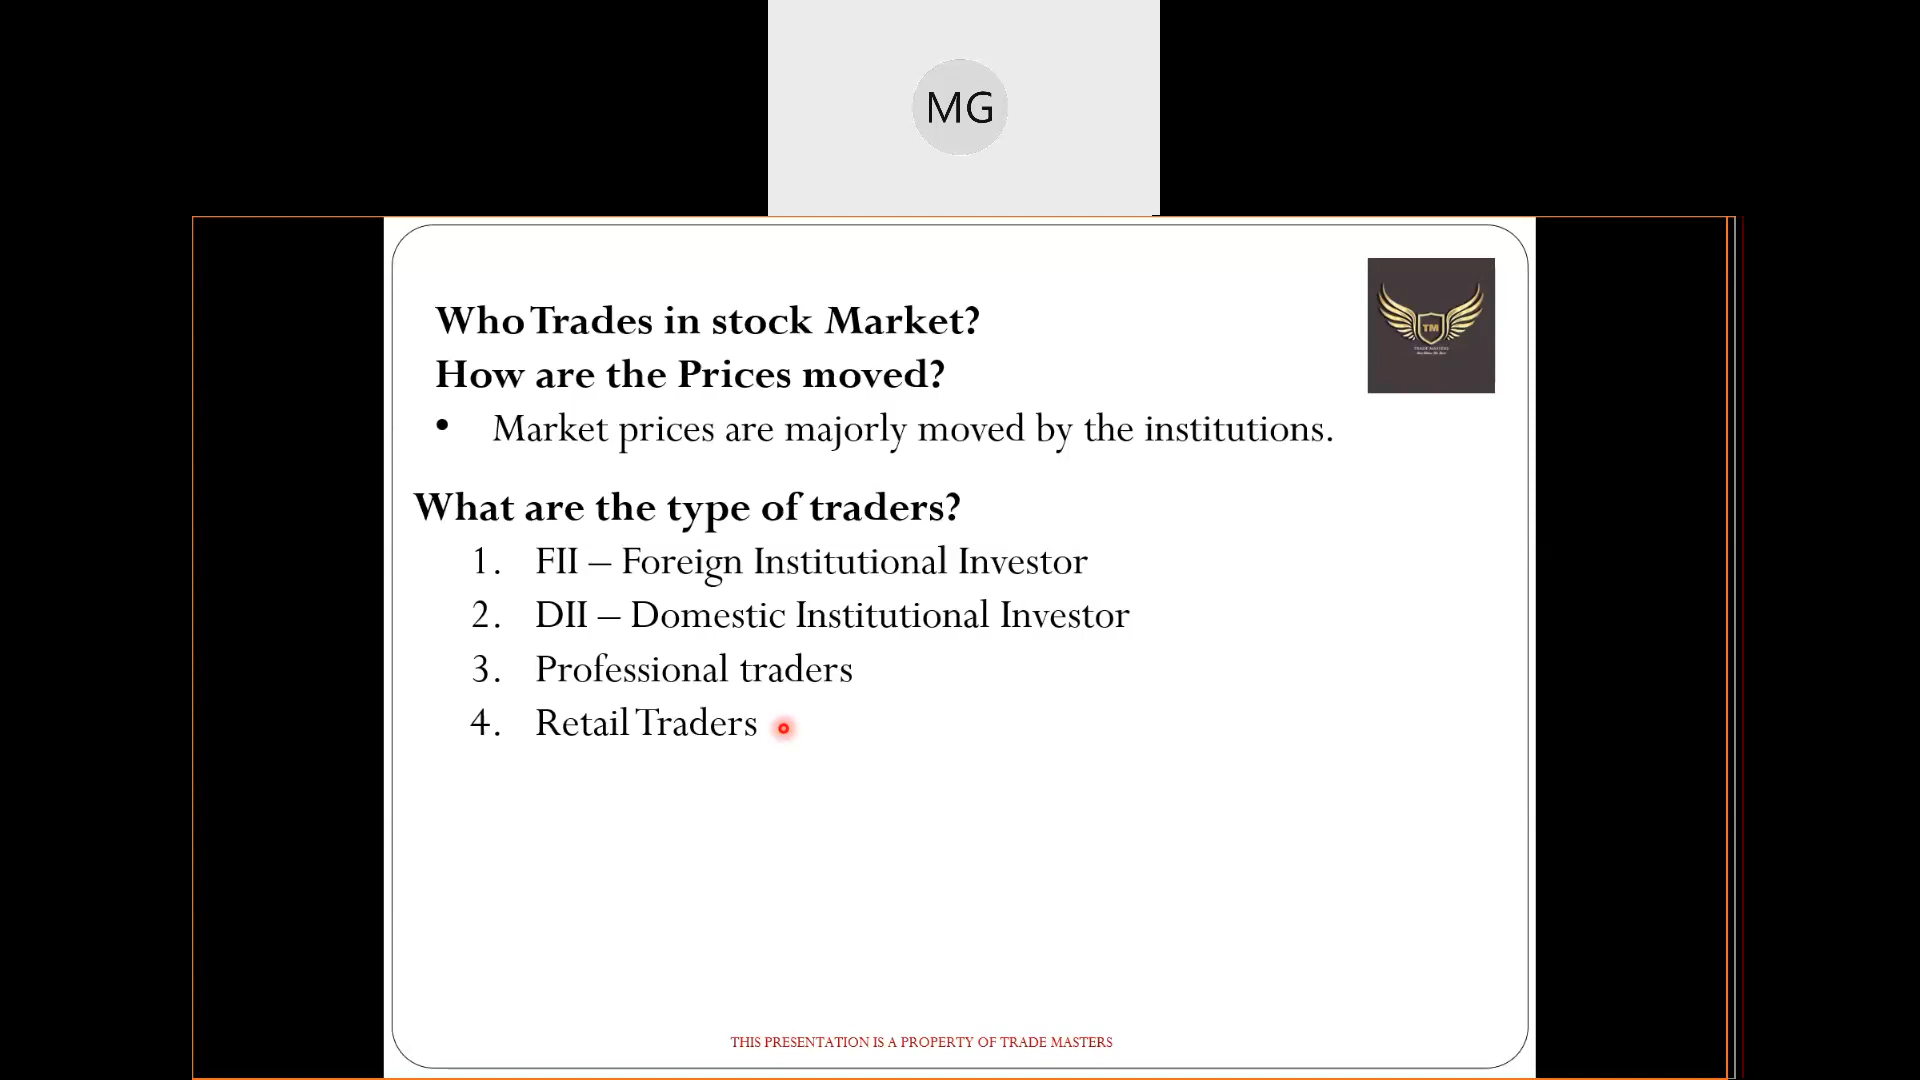 MG
Who Trades in stock Market?
TM
How are the Prices moved?
• Market prices are majorly moved by the institutions.
What are the type of traders?
1. FII – Foreign Institutional Investor
2. DII – Domestic Institutional Investor
3. Professional traders
4. Retail Traders
THIS PRESENTATION IS A PROPERTY OF TRADE MASTERS